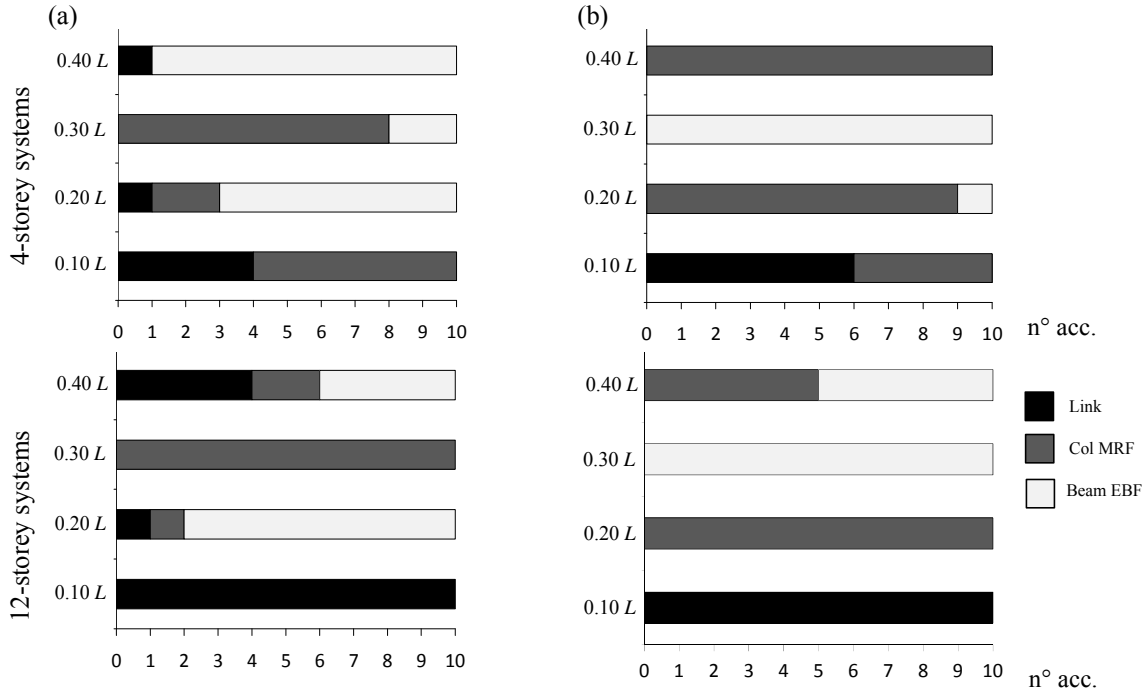 (a)
(b)
4-storey systems
0.40 L
0.30 L
0.20 L
0.10 L
0 1 2 3 4 5 6 7 8 9 10
0.40 L
0.30 L
0.20 L
0.10 L
0 1 2 3 4 5 6 7 8 9 10
n° acc.
12-storey systems
0.40 L
0.30 L
0.20 L
0.10 L
0 1 2 3 4 5 6 7 8 9 10
0.40 L
0.30 L
0.20 L
0.10 L
0 1 2 3 4 5 6 7 8 9 10
n° acc.
Link
Col MRF
Beam EBF